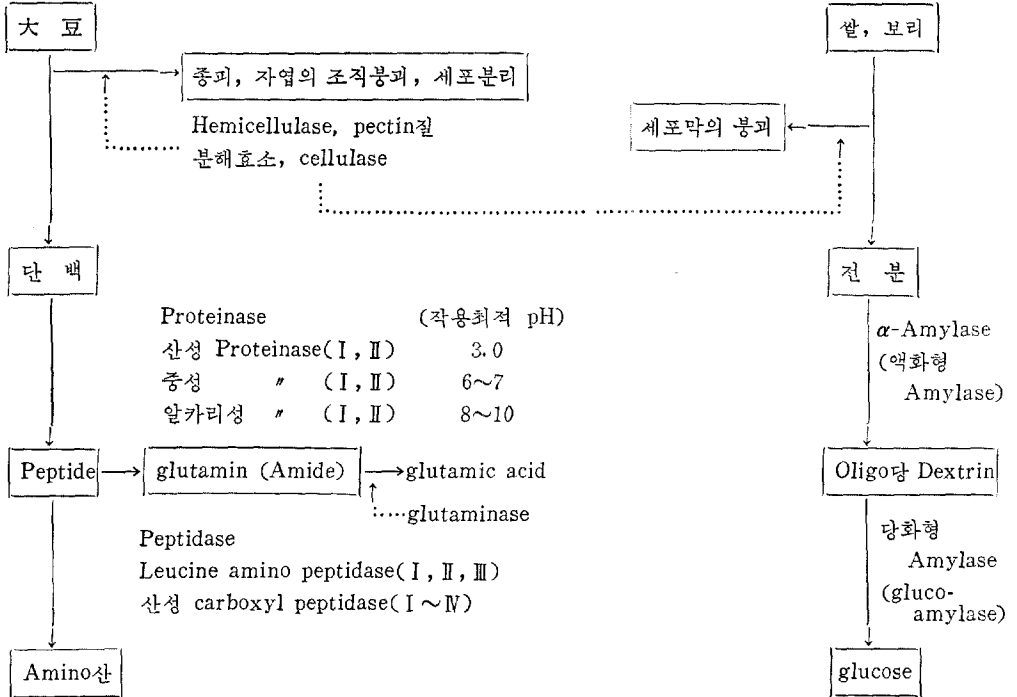 大 豆
쌀, 보리
종피, 자엽의 조직붕괴, 세포분리
Hemicellulase, pectin질
분해효소, cellulase
세포막의 붕괴
단 백
전 분
Proteinase (작용최적 pH)
산성 Proteinase(Ⅰ,Ⅱ) 3.0
중성 〃 (Ⅰ,Ⅱ) 6~7
알카리성 〃 (Ⅰ,Ⅱ) 8~10
α-Amylase
(액화형
Amylase)
Peptide
glutamin (Amide)
glutamic acid
glutaminase
Oligo당 Dextrin
Peptidase
Leucine amino peptidase(Ⅰ,Ⅱ,Ⅲ)
산성 carboxyl peptidase(Ⅰ~Ⅳ)
당화형
Amylase
(gluco-
amylase)
Amino산
glucose